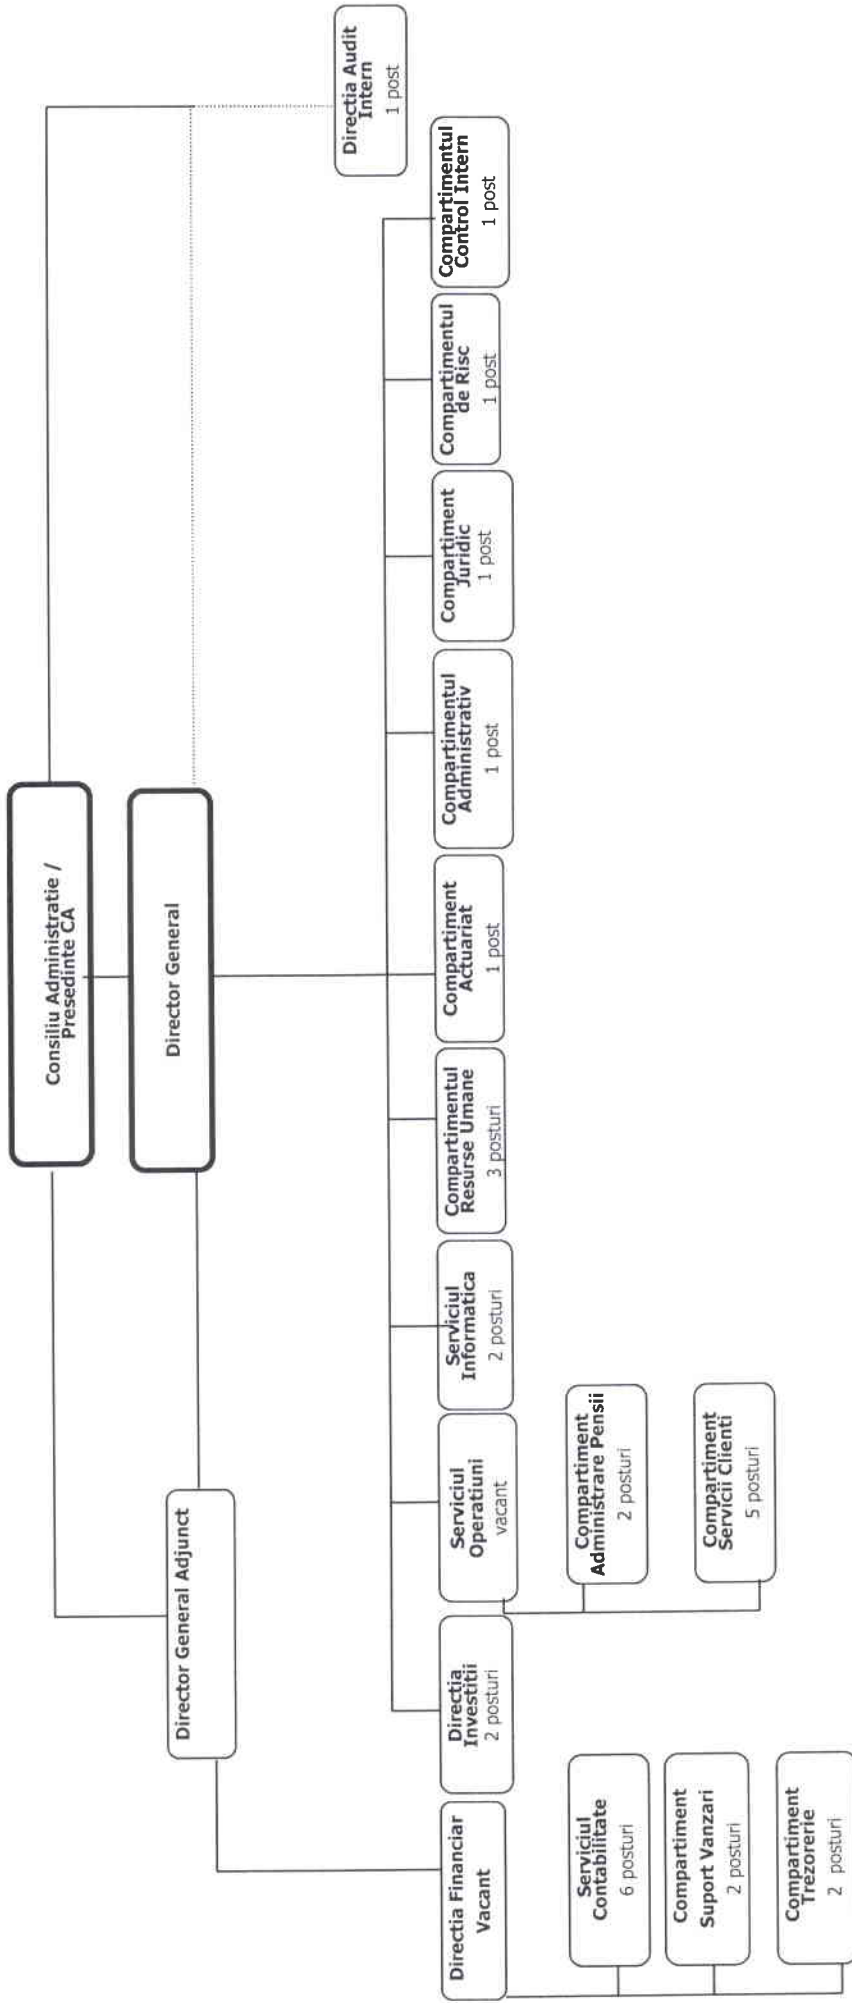 Consiliu Administratie /
Presedinte CA
Director General
Director General Adjunct
Directia Audit
Intern
1 post
Directia Financiar
Vacant
Directia
Investitii
2 posturi
Serviciul
Operatiuni
vacant
Serviciul
Informatica
2 posturi
Compartimentul
Resurse Umane
3 posturi
Compartiment
Actuariat
1 post
Compartimentul
Administrativ
1 post
Compartiment
Juridic
1 post
Compartimentul
de Risc
1 post
Compartimentul
Control Intern
1 post
Serviciul
Contabilitate
6 posturi
Compartiment
Suport Vanzari
2 posturi
Compartiment
Trezorerie
2 posturi
Compartiment
Administrare Pensii
2 posturi
Compartiment
Servicii Clienti
5 posturi